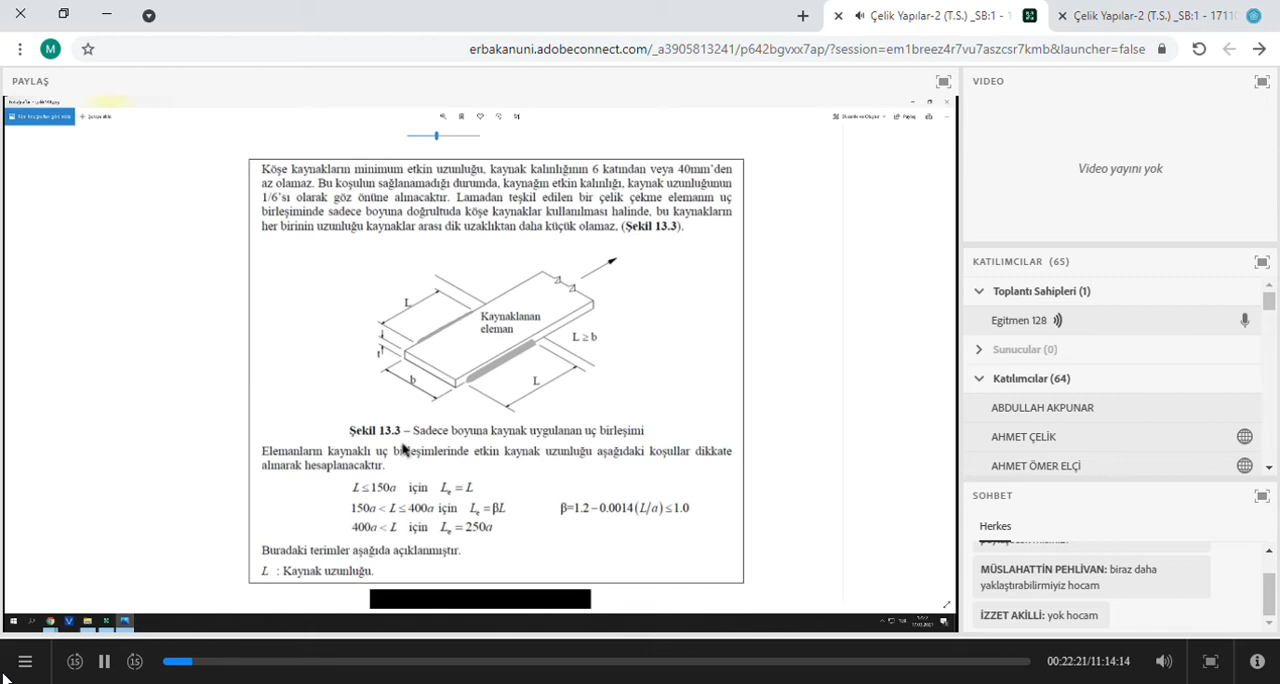 Çelik Yapılar-2 (T.S.) _SB:1 - 1
Çelik Yapılar-2 (T.S.) _SB:1 - 1711
M
erbakanuni.adobeconnect.com/_a3905813241/p642bgvxx7ap/?session=em1breez4r7vu7aszcsr7kmb&launcher=false
PAYLAŞ
Köşe kaynakların minimum etkin uzunluğu, kaynak kalınlığının 6 katından veya 40mm'den
az olamaz. Bu koşulun sağlanamadığı durumda, kaynağın etkin kalınlığı, kaynak uzunluğunun
1/6'sı olarak göz önüne alınacaktır. Lamadan teşkil edilen bir çelik çekme elemanın uç
birleşiminde sadece boyuna doğrultuda köşe kaynaklar kullanılması halinde, bu kaynakların
her birinin uzunluğu kaynaklar arası dik uzaklıktan daha küçük olamaz. (Şekil 13.3).
L
Kaynaklanan
eleman
L ≥ b
t
b
L
Şekil 13.3 – Sadece boyuna kaynak uygulanan uç birleşimi
Elemanların kaynaklı uç birleşimlerinde etkin kaynak uzunluğu aşağıdaki koşullar dikkate
alınarak hesaplanacaktır.
L ≤ 150a için Le = L
150a < L ≤ 400a için Le = βL β=1.2 – 0.0014 (L/a) ≤ 1.0
400a < L için Le = 250a
Buradaki terimler aşağıda açıklanmıştır.
L : Kaynak uzunluğu.
VIDEO
Video yayını yok
KATILIMCILAR (65)
Toplantı Sahipleri (1)
Egitmen 128
Sunucular (0)
Katılımcılar (64)
ABDULLAH AKPUNAR
AHMET ÇELİK
AHMET ÖMER ELÇİ
SOHBET
Herkes
MÜSLAHATTİN PEHLİVAN: biraz daha
yaklaştırabilirmiyiz hocam
İZZET AKİLLİ: yok hocam
15
15
00:22:21/11:14:14